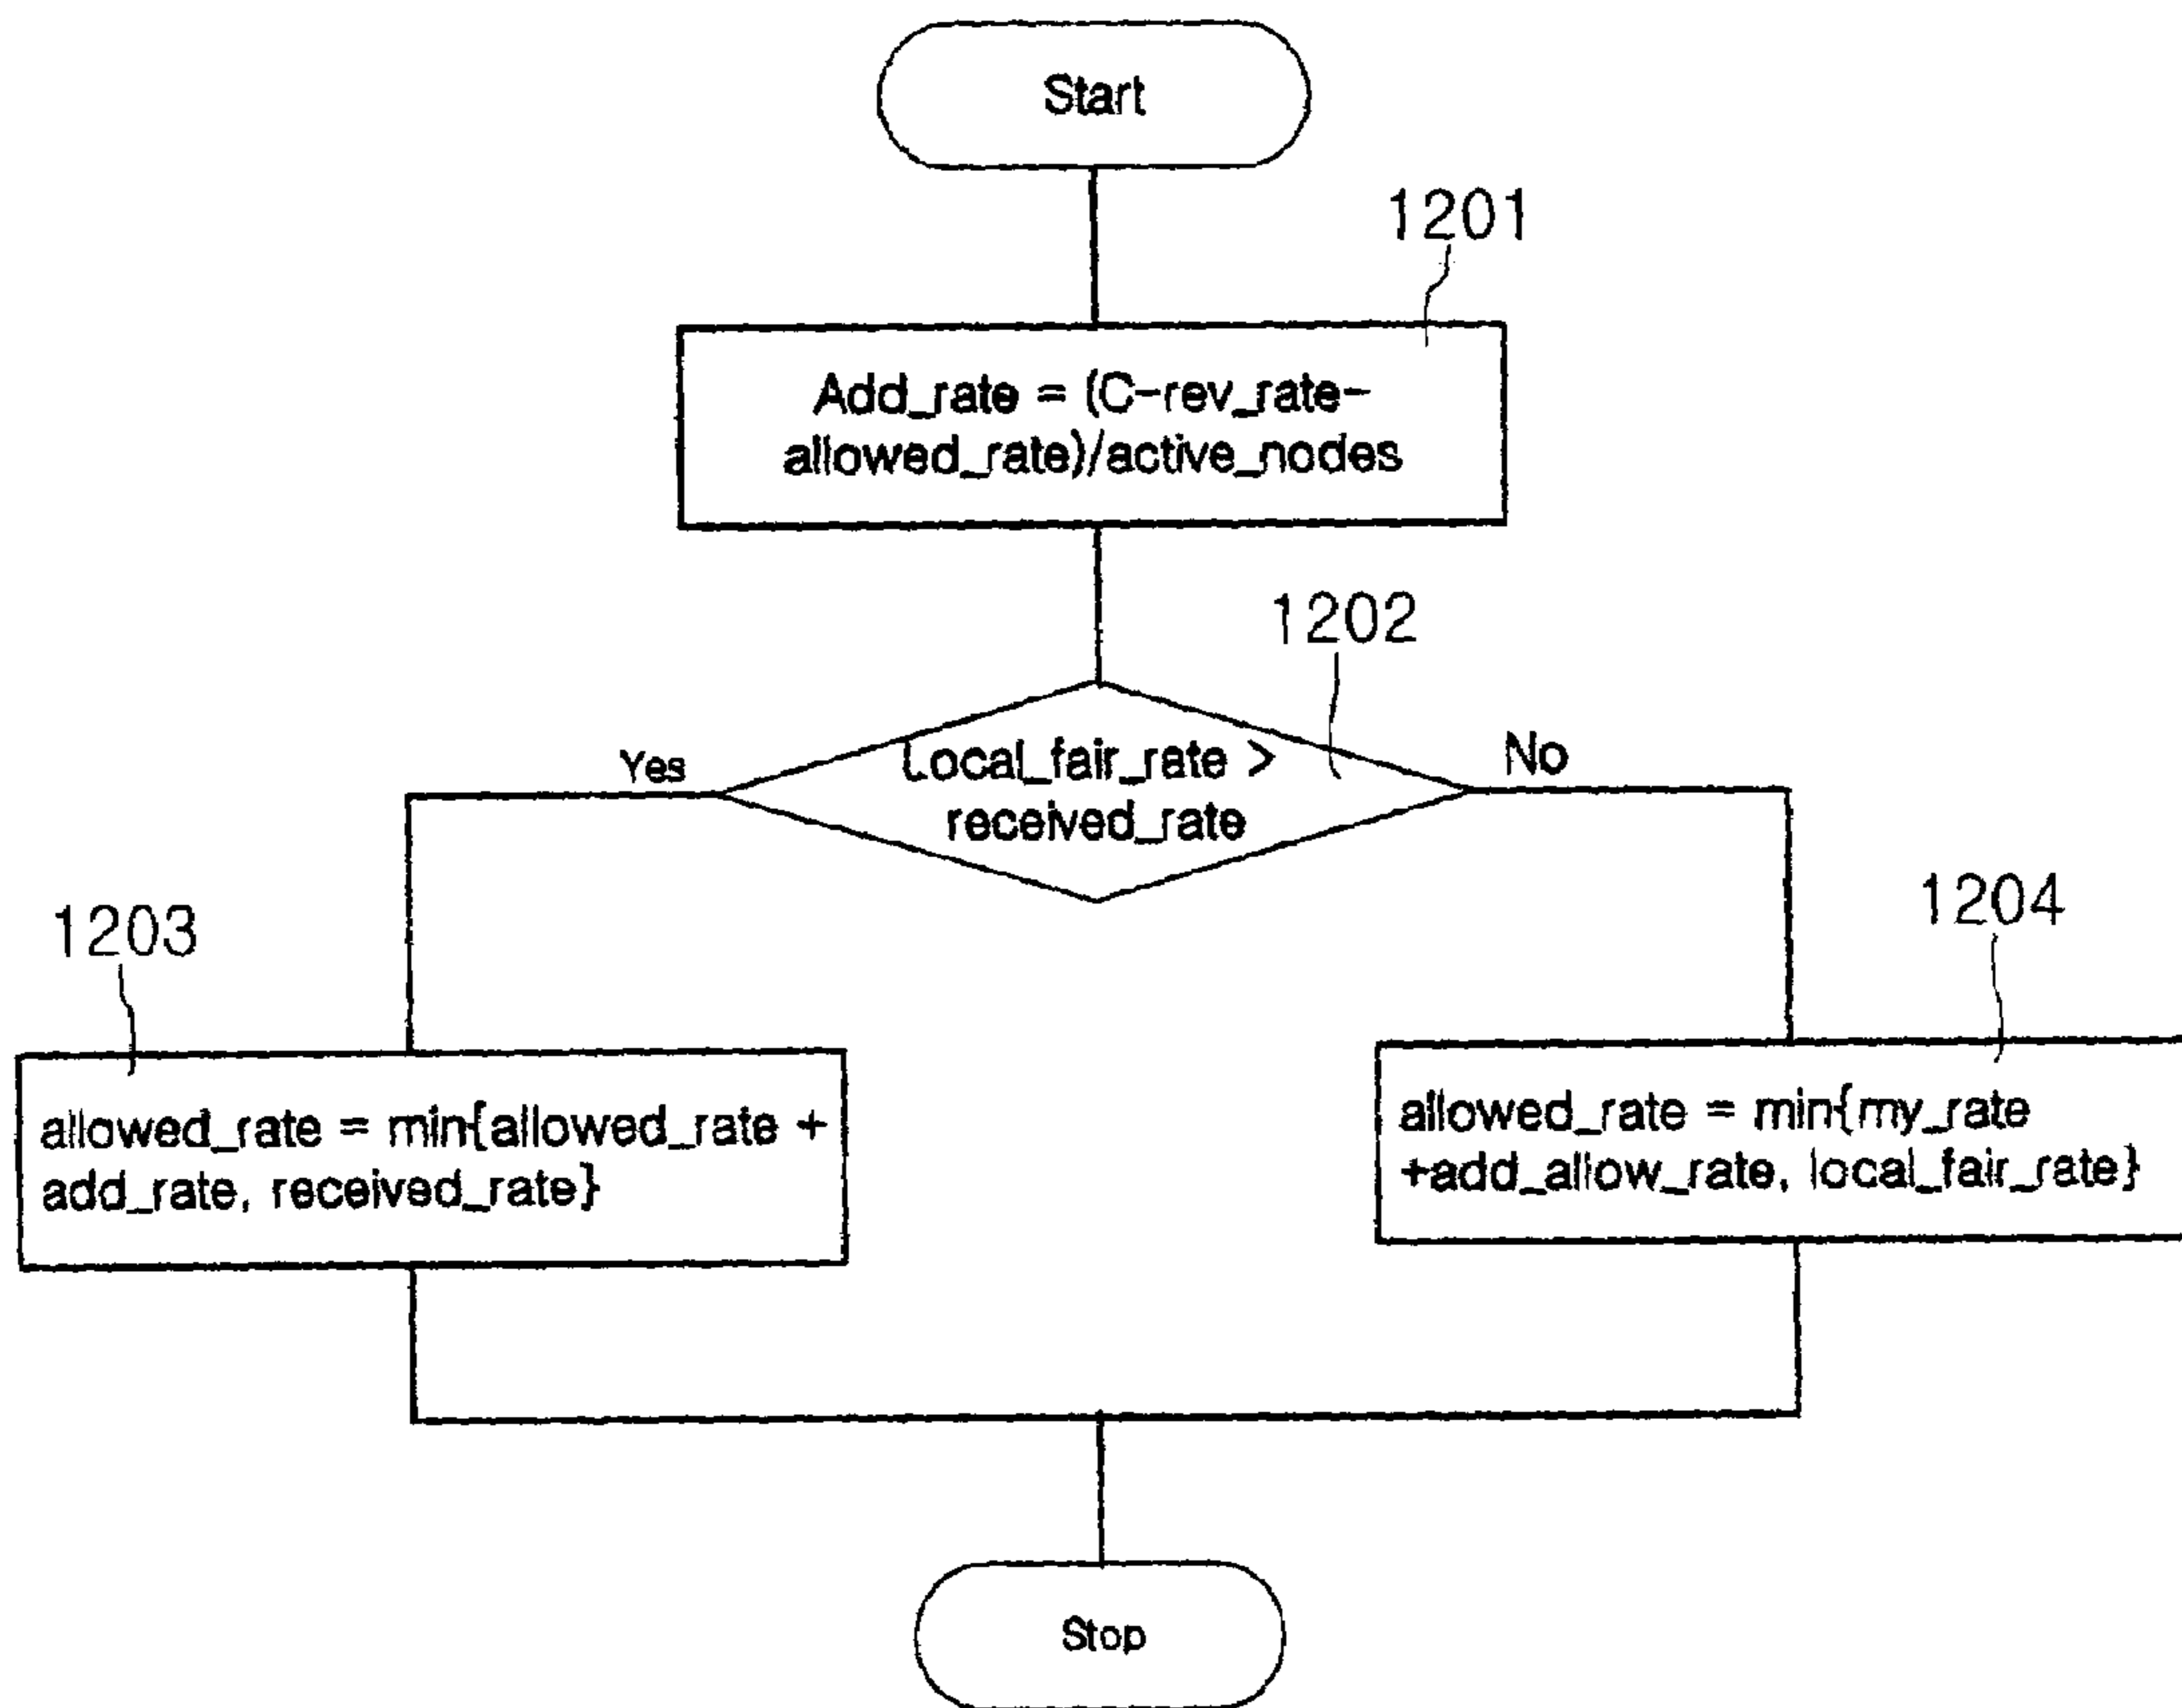 Start
1201
Add_rate = (C-rev_rate-
allowed_rate)/active_nodes
1202
Yes
Local_fair_rate >
received_rate
No
1203
1204
allowed_rate = min{allowed_rate +
add_rate, received_rate}
allowed_rate = min{my_rate
+add_allow_rate, local_fair_rate}
Stop